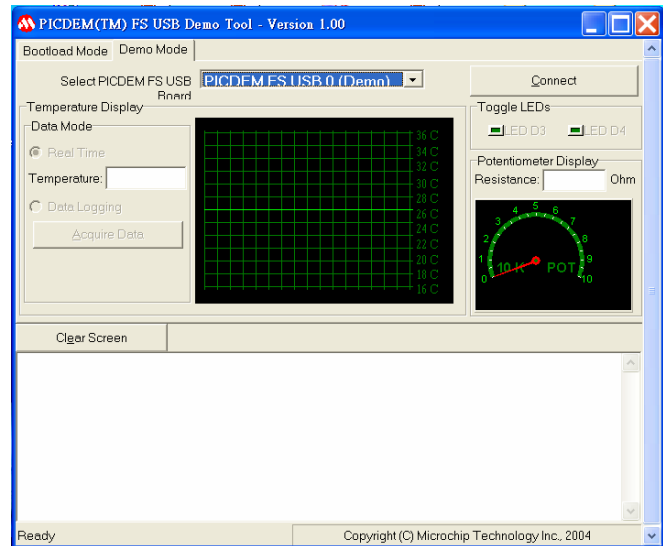 PICDEM(TM) FS USB Demo Tool - Version 1.00
Bootload Mode Demo Mode
Select PICDEM FS USB Board
PICDEM FS USB 0 (Demo)
Connect
Temperature Display
Data Mode
Real Time
Temperature:
Data Logging
Acquire Data
36 C
34 C
32 C
30 C
28 C
26 C
24 C
22 C
20 C
18 C
16 C
Toggle LEDs
LED D3 LED D4
Potentiometer Display
Resistance: Ohm
0 1 2 3 4 5 6 7 8 9 10
10 K POT
Clear Screen
Ready
Copyright (C) Microchip Technology Inc., 2004